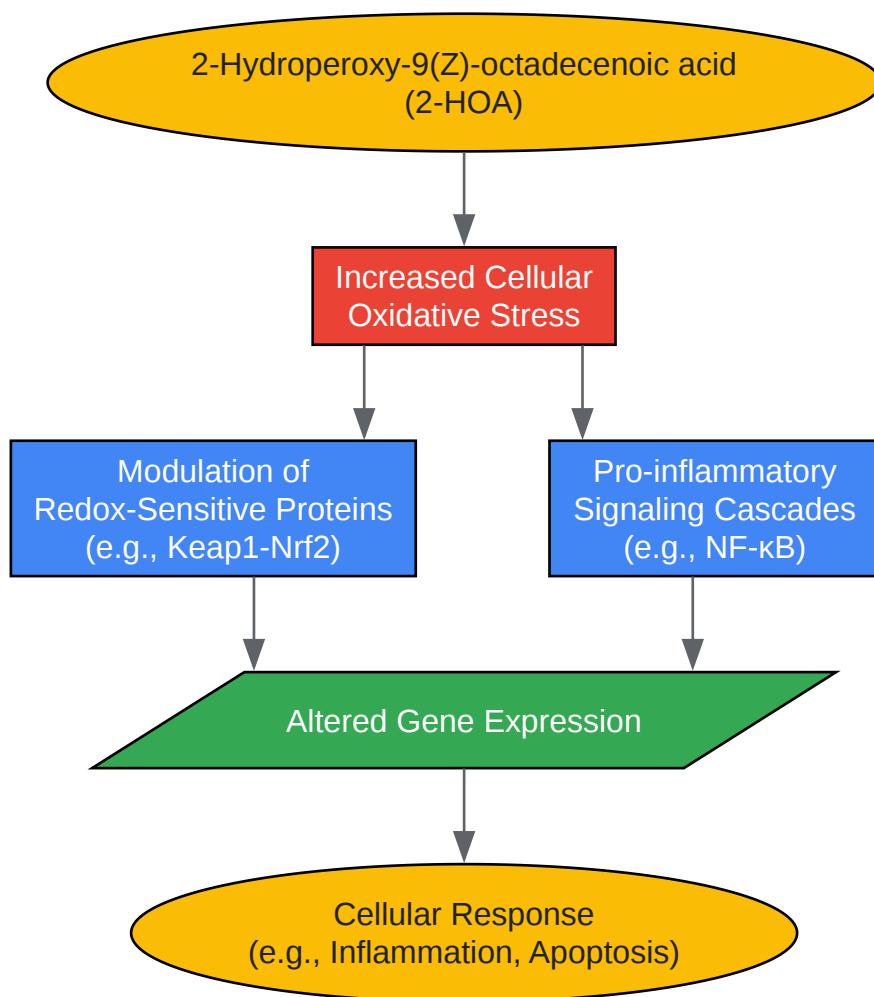 2-Hydroperoxy-9(Z)-octadecenoic acid
(2-HOA)
Increased Cellular
Oxidative Stress
Modulation of
Redox-Sensitive Proteins
(e.g., Keap1-Nrf2)
Pro-inflammatory
Signaling Cascades
(e.g., NF-κB)
Altered Gene Expression
Cellular Response
(e.g., Inflammation, Apoptosis)